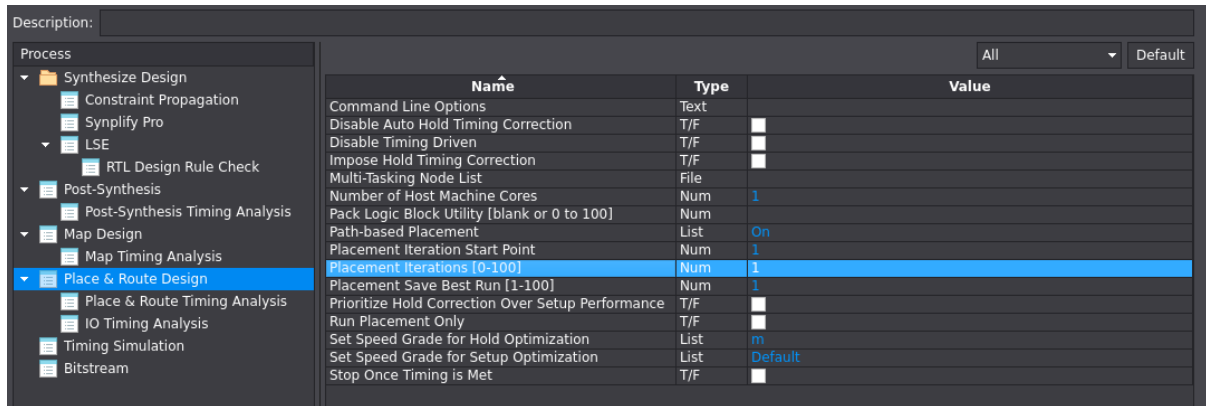 Description:
Process
All
Default
Synthesize Design
Constraint Propagation
Synplify Pro
LSE
RTL Design Rule Check
Post-Synthesis
Post-Synthesis Timing Analysis
Map Design
Map Timing Analysis
Place & Route Design
Place & Route Timing Analysis
IO Timing Analysis
Timing Simulation
Bitstream
Name Type Value
Command Line Options Text
Disable Auto Hold Timing Correction T/F
Disable Timing Driven T/F
Impose Hold Timing Correction T/F
Multi-Tasking Node List File
Number of Host Machine Cores Num 1
Pack Logic Block Utility [blank or 0 to 100] Num
Path-based Placement List On
Placement Iteration Start Point Num 1
Placement Iterations [0-100] Num 1
Placement Save Best Run [1-100] Num 1
Prioritize Hold Correction Over Setup Performance T/F
Run Placement Only T/F
Set Speed Grade for Hold Optimization List m
Set Speed Grade for Setup Optimization List Default
Stop Once Timing is Met T/F